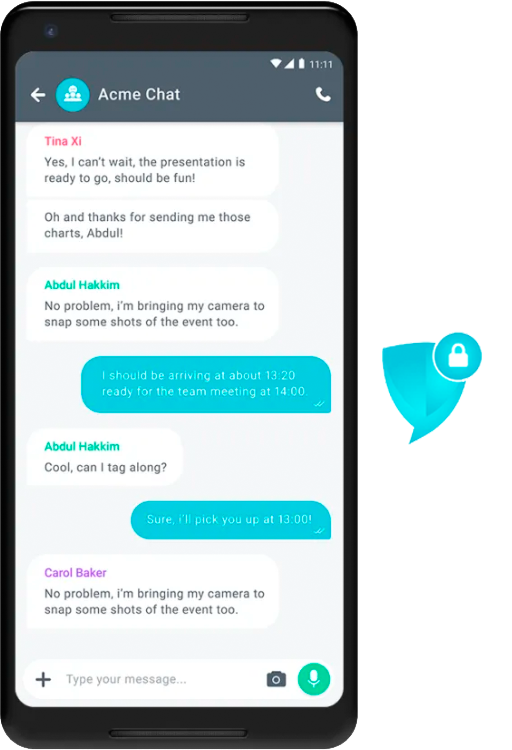 11:11
Acme Chat
Tina Xi
Yes, I can't wait, the presentation is
ready to go, should be fun!
Oh and thanks for sending me those
charts, Abdul!
Abdul Hakkim
No problem, i'm bringing my camera to
snap some shots of the event too.
I should be arriving at about 13:20
ready for the team meeting at 14:00.
Abdul Hakkim
Cool, can I tag along?
Sure, i'll pick you up at 13:00!
Carol Baker
No problem, i'm bringing my camera to
snap some shots of the event too.
Type your message...